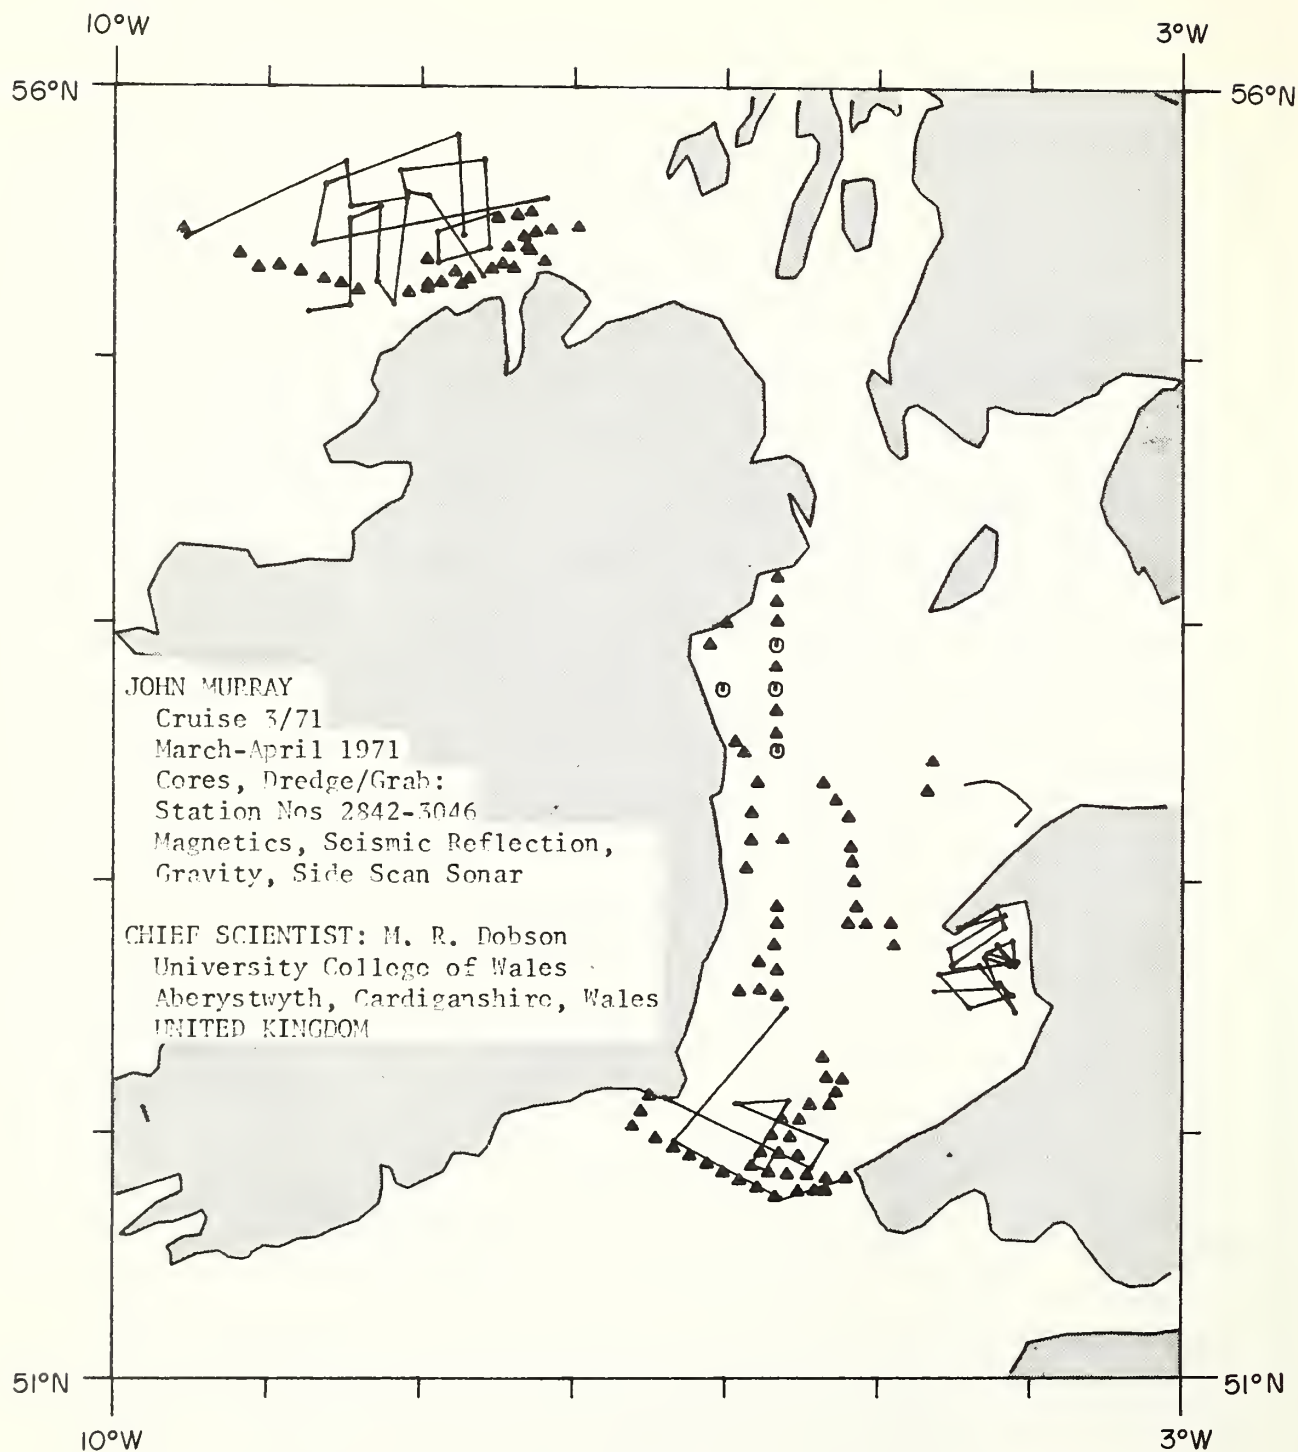 10°W
3°W
56°N
56°N
JOHN MURRAY
Cruise 3/71
March-April 1971
Cores, Dredge/Grab:
Station Nos 2842-3046
Magnetics, Seismic Reflection,
Gravity, Side Scan Sonar
CHIEF SCIENTIST: M. R. Dobson
University College of Wales
Aberystwyth, Cardiganshire, Wales
UNITED KINGDOM
51°N
51°N
10°W
3°W